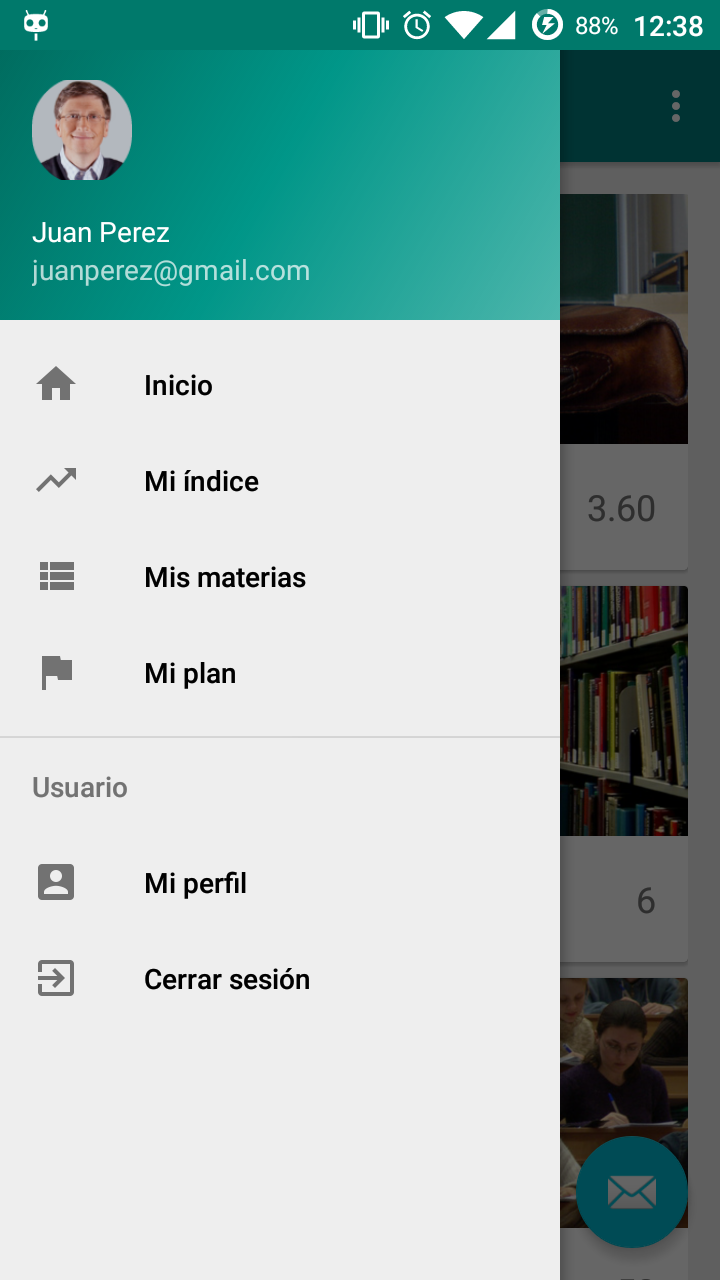 88% 12:38
Juan Perez
juanperez@gmail.com
Inicio
Mi índice
3.60
Mis materias
Mi plan
Usuario
Mi perfil
6
Cerrar sesión